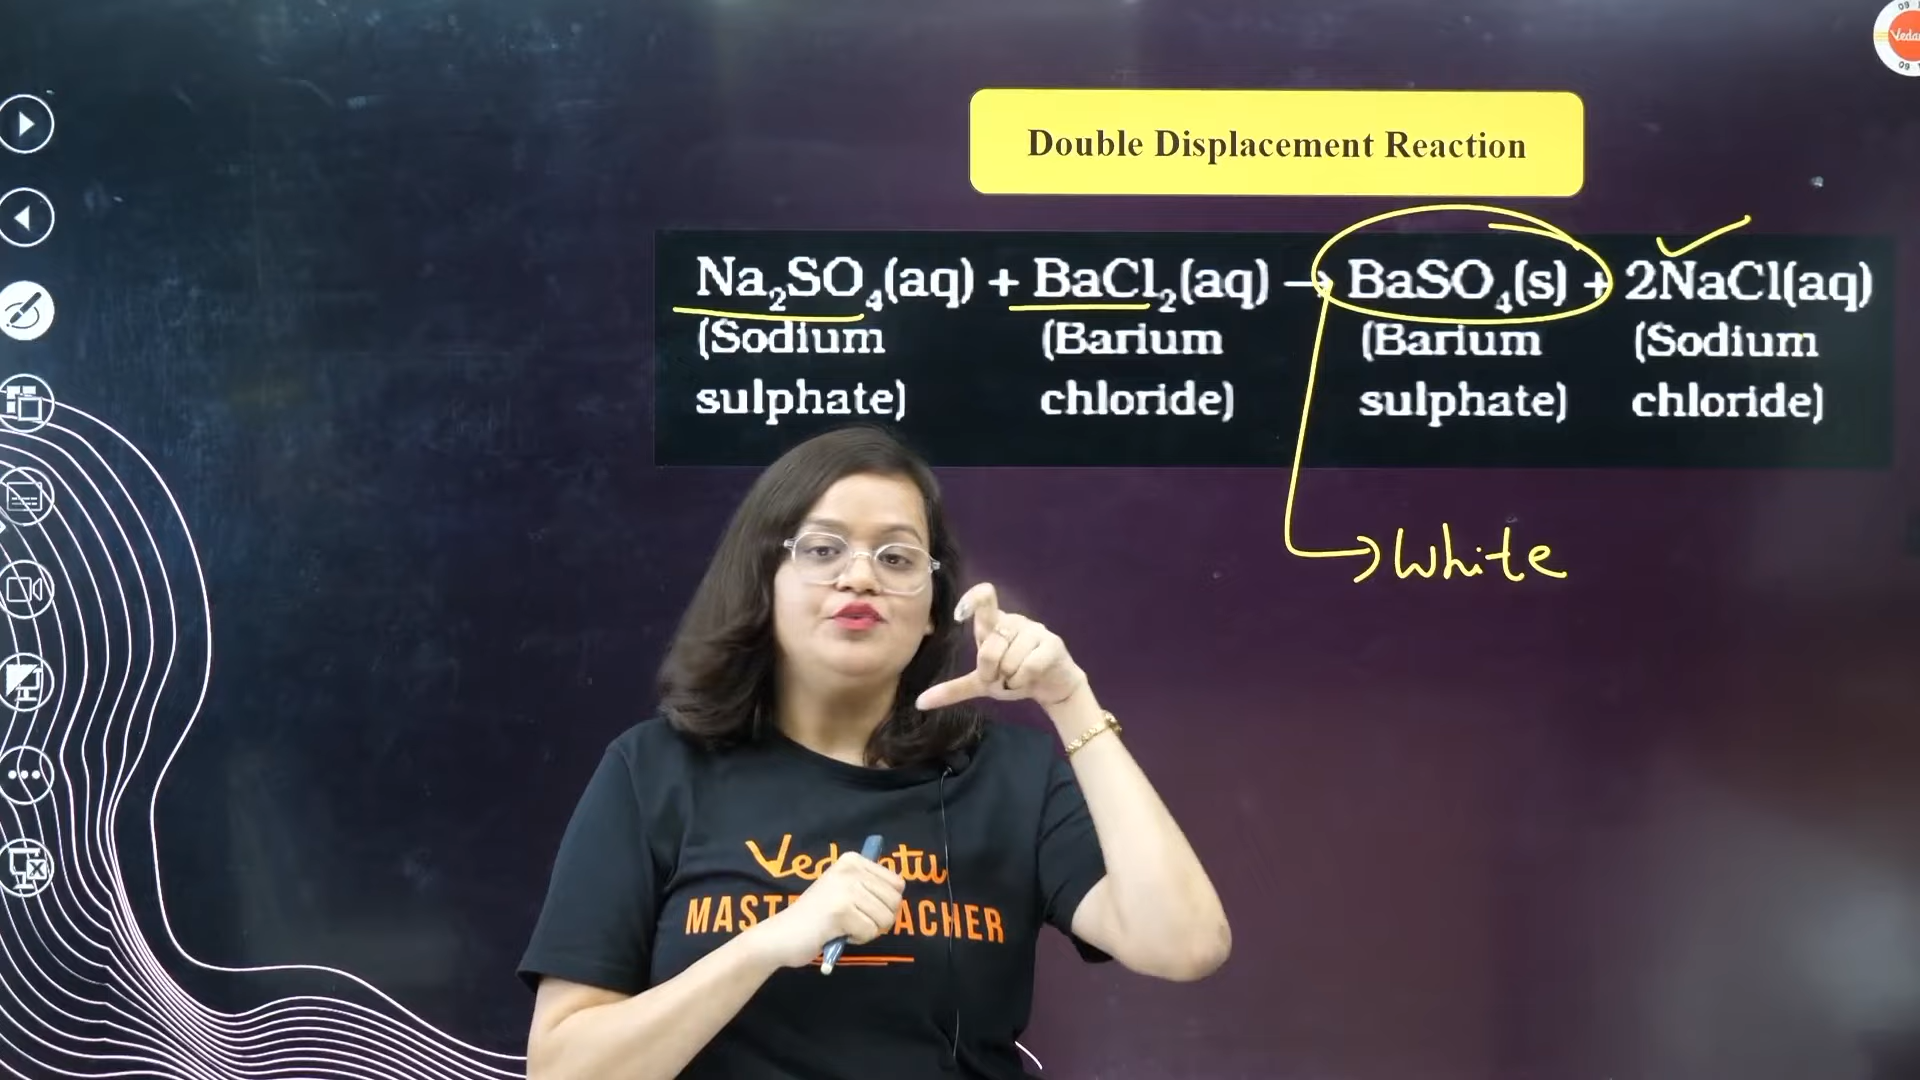 Double Displacement Reaction
Na₂SO₄(aq) + BaCl₂(aq) → BaSO₄(s) + 2NaCl(aq)
(Sodium (Barium (Barium (Sodium
sulphate) chloride) sulphate) chloride)
White
Vedantu
MASTER TEACHER